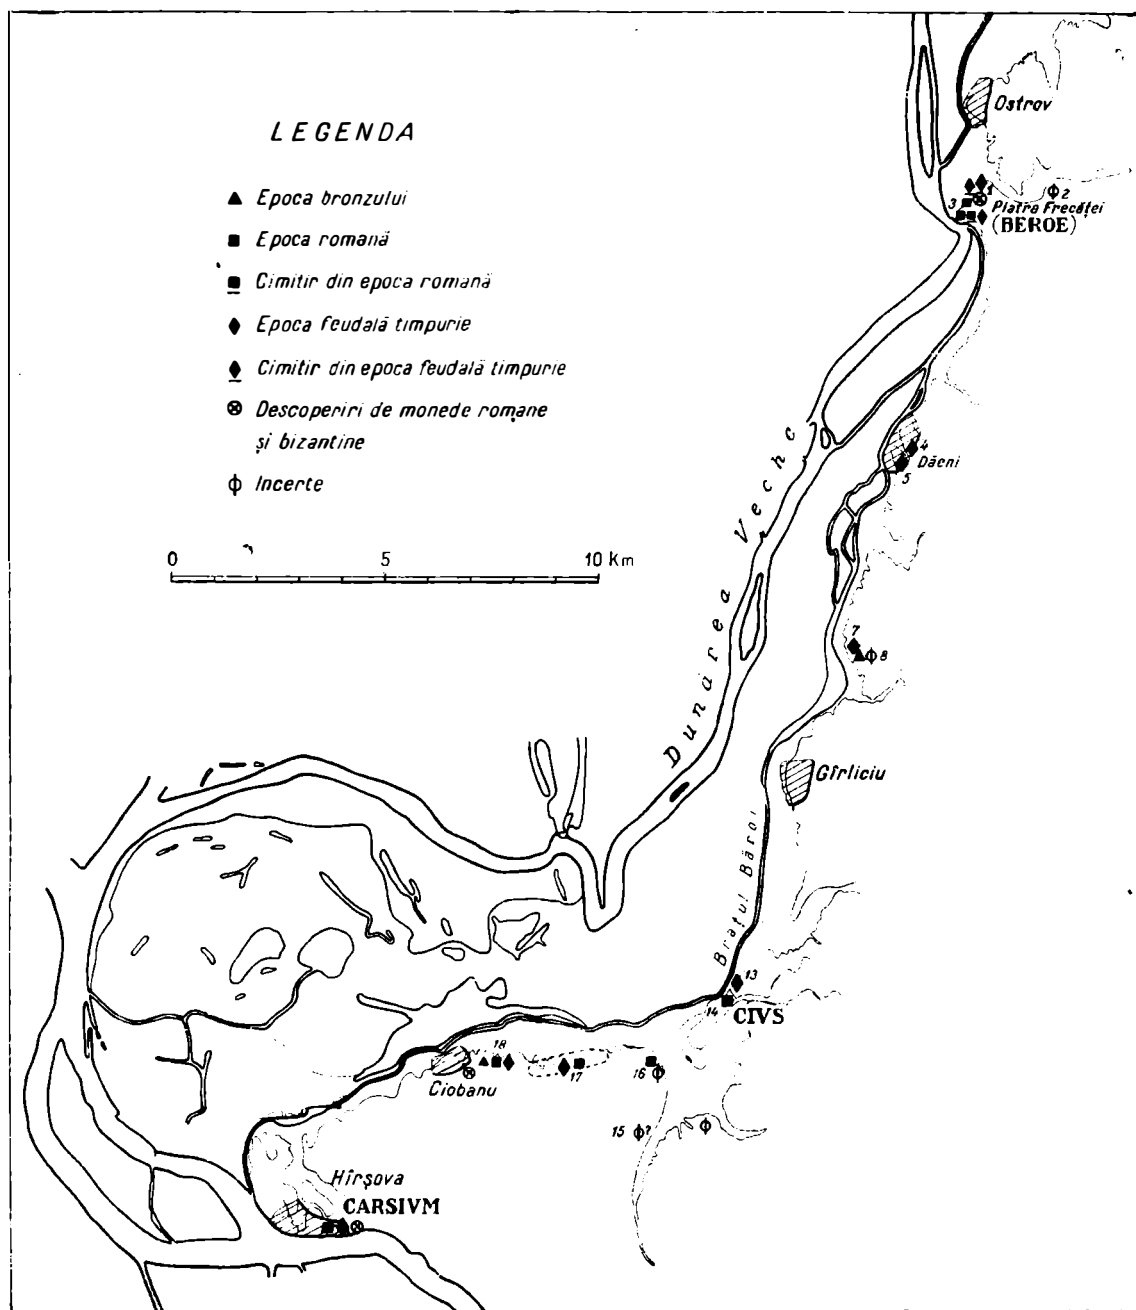 LEGENDA
Epoca bronzului
Epoca romană
Cimitir din epoca romană
Epoca feudală timpurie
Cimitir din epoca feudală timpurie
Descoperiri de monede romane
și bizantine
Incerte
0 5 10 Km
Ostrov
1
2
3
Piatra Frecăței
(BEROE)
4
Dăeni
5
Dunărea Veche
7
8
Gîrliciu
Brațul Băroi
13
14
CIVS
18
17
16
Ciobanu
15 ?
Hîrșova
CARSIVM